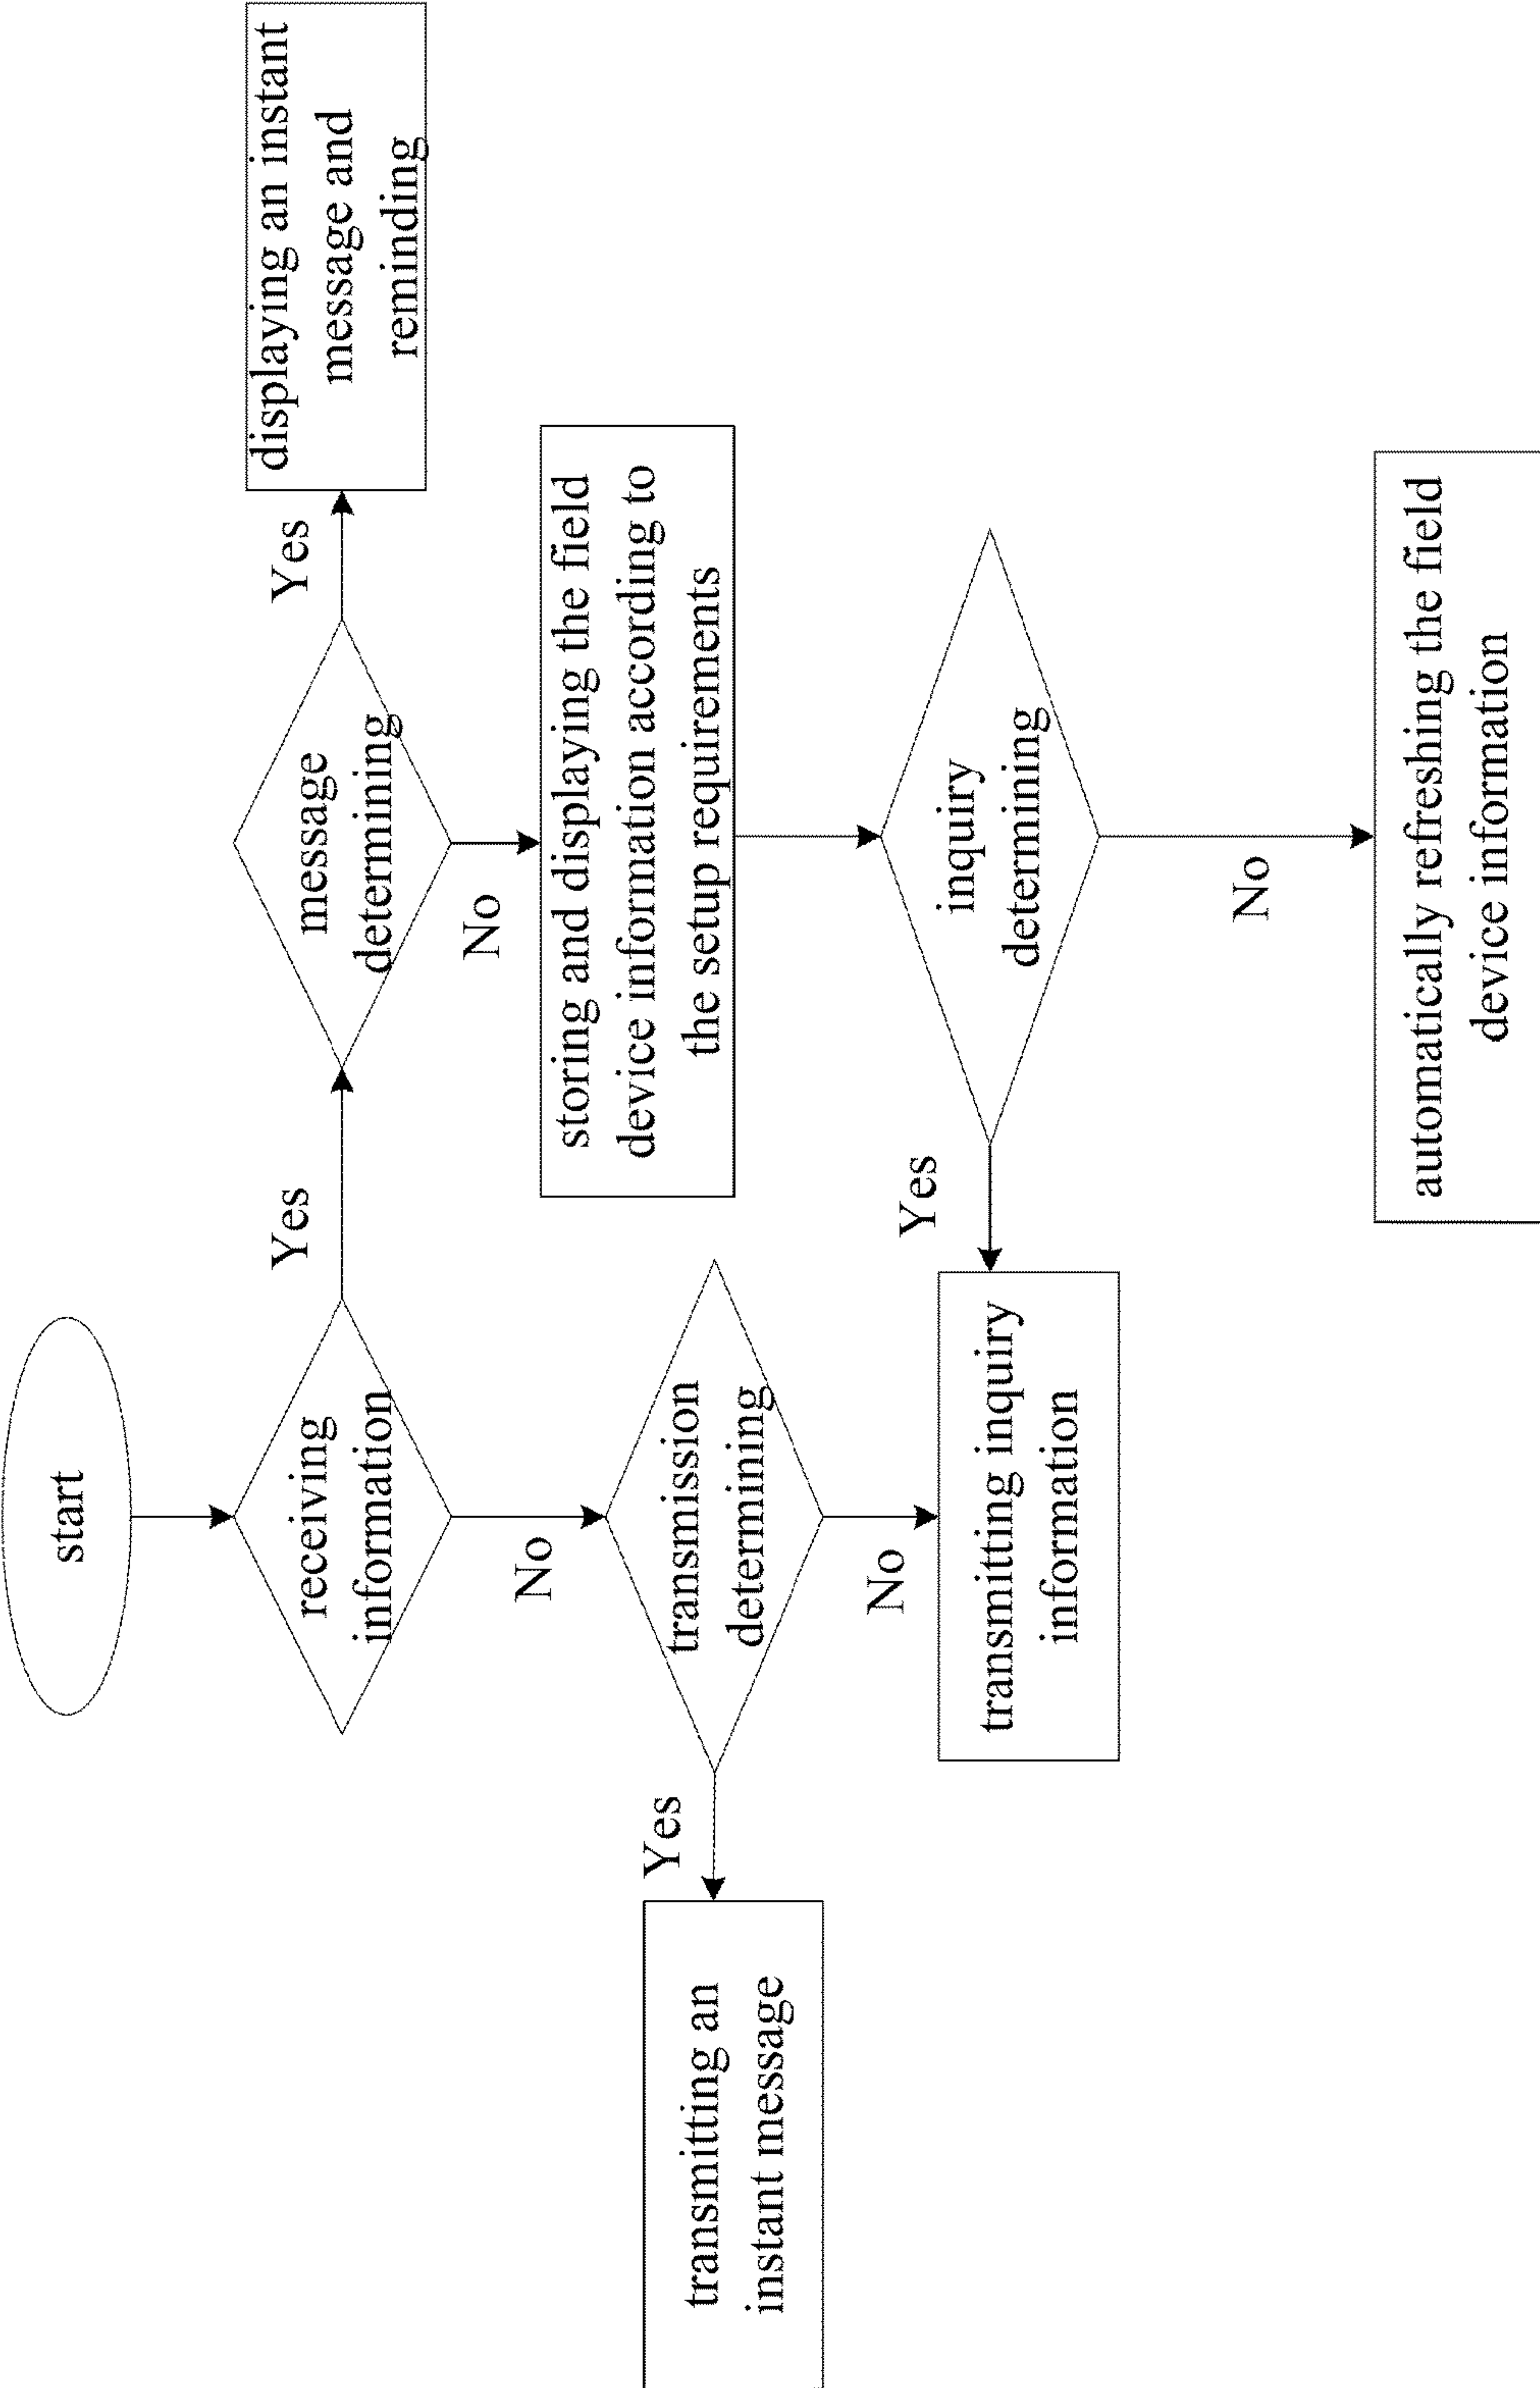 start
receiving
information
Yes
message
determining
Yes
displaying an instant
message and
reminding
No
No
storing and displaying the field
device information according to
the setup requirements
transmission
determining
Yes
transmitting an
instant message
No
inquiry
determining
Yes
transmitting inquiry
information
No
automatically refreshing the field
device information